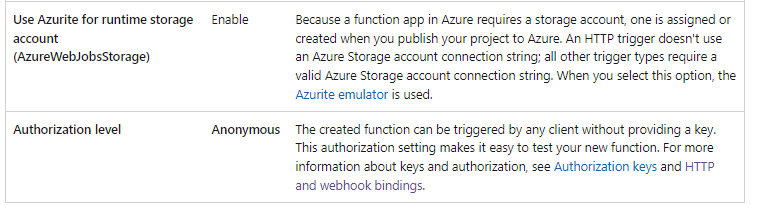 Use Azurite for runtime storage Enable Because a function app in Azure requires a storage account, one is assigned or
account created when you publish your project to Azure. An HTTP trigger doesn't use
(AzureWebJobsStorage) an Azure Storage account connection string; all other trigger types require a
valid Azure Storage account connection string. When you select this option, the
Azurite emulator is used.
Authorization level Anonymous The created function can be triggered by any client without providing a key.
This authorization setting makes it easy to test your new function. For more
information about keys and authorization, see Authorization keys and HTTP
and webhook bindings.